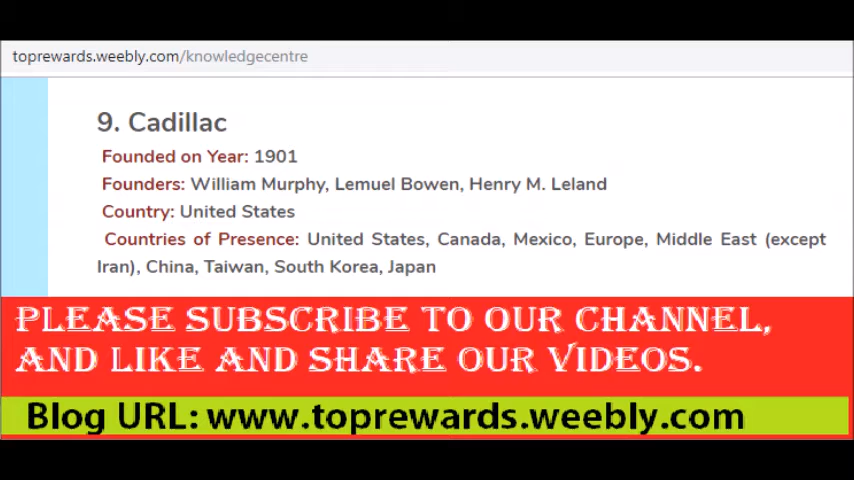 toprewards.weebly.com/knowledgecentre
9. Cadillac
Founded on Year: 1901
Founders: William Murphy, Lemuel Bowen, Henry M. Leland
Country: United States
Countries of Presence: United States, Canada, Mexico, Europe, Middle East (except
Iran), China, Taiwan, South Korea, Japan
PLEASE SUBSCRIBE TO OUR CHANNEL,
AND LIKE AND SHARE OUR VIDEOS.
Blog URL: www.toprewards.weebly.com